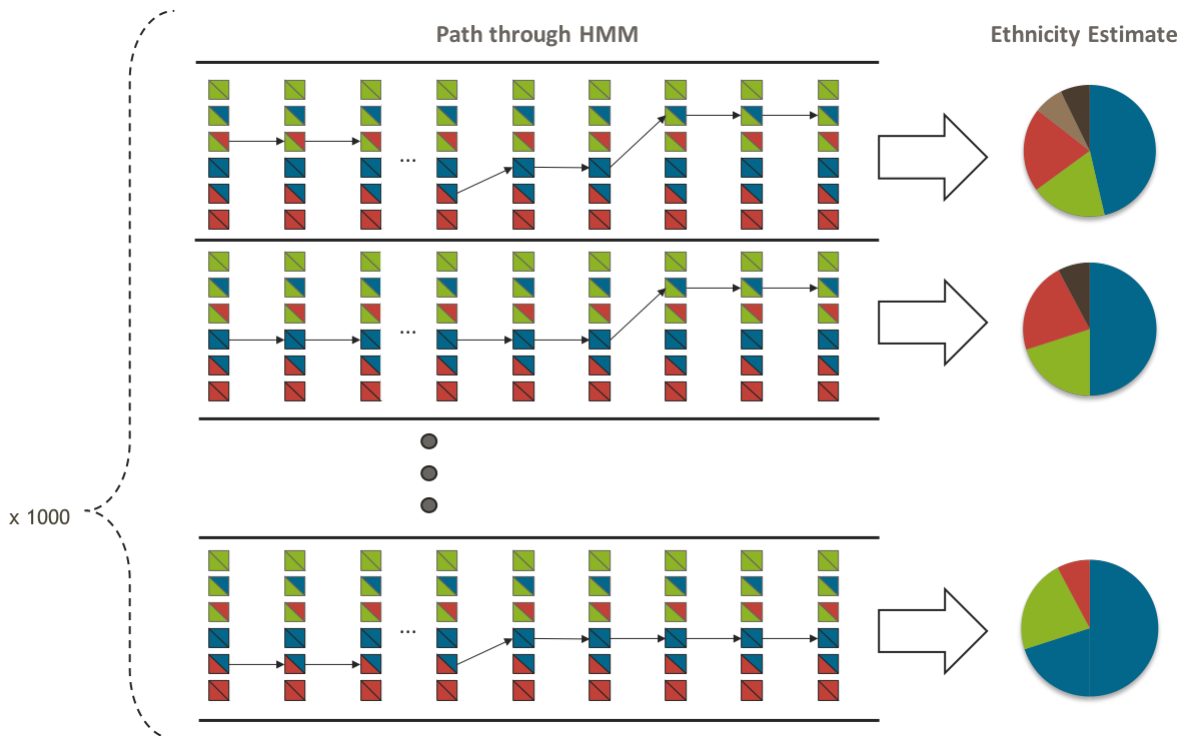 Path through HMM
Ethnicity Estimate
...
...
x 1000
...